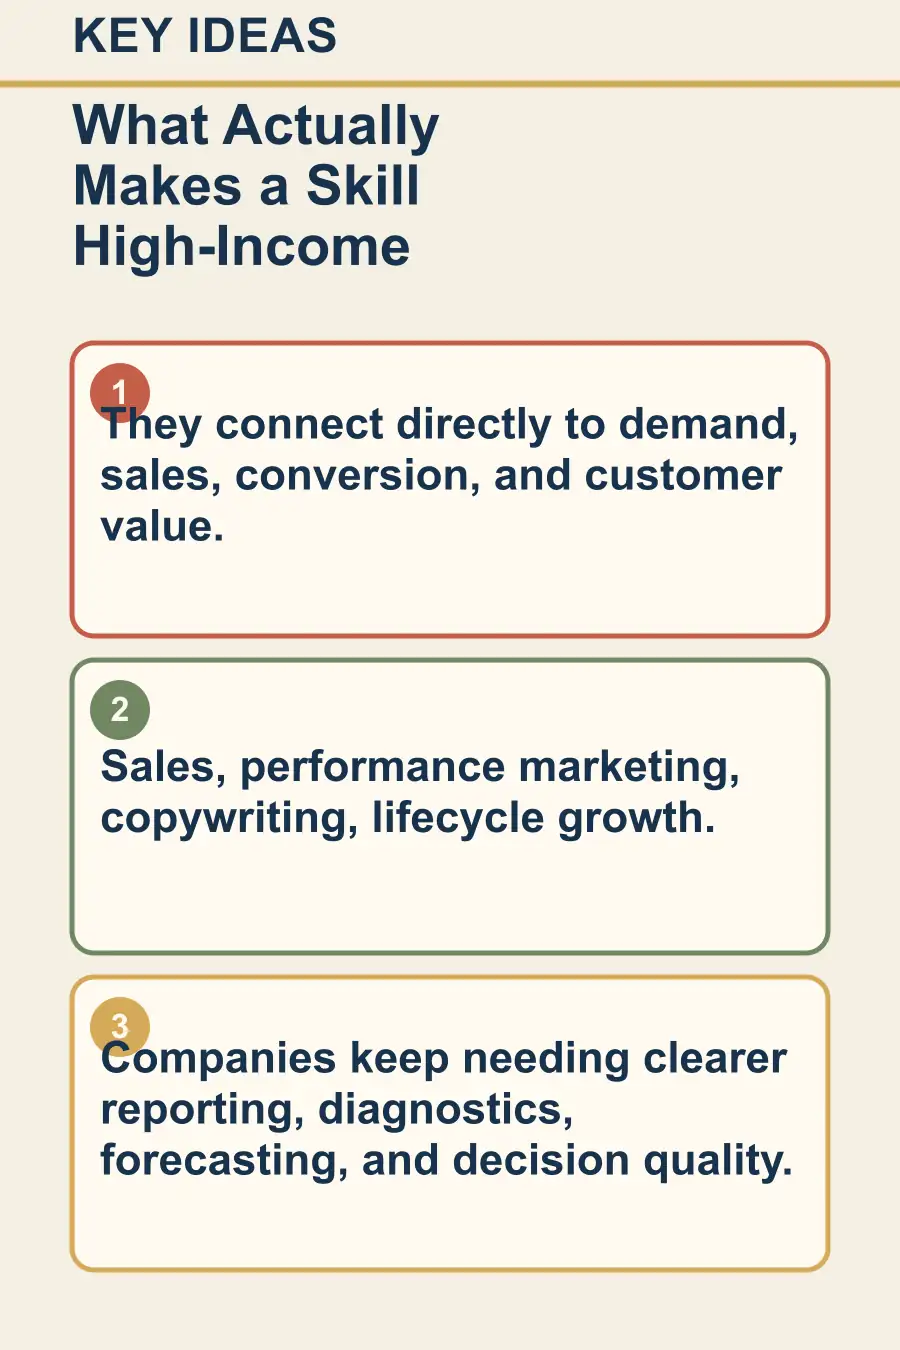 KEY IDEAS
What Actually
Makes a Skill
High-Income
1
They connect directly to demand,
sales, conversion, and customer
value.
2
Sales, performance marketing,
copywriting, lifecycle growth.
3
Companies keep needing clearer
reporting, diagnostics,
forecasting, and decision quality.